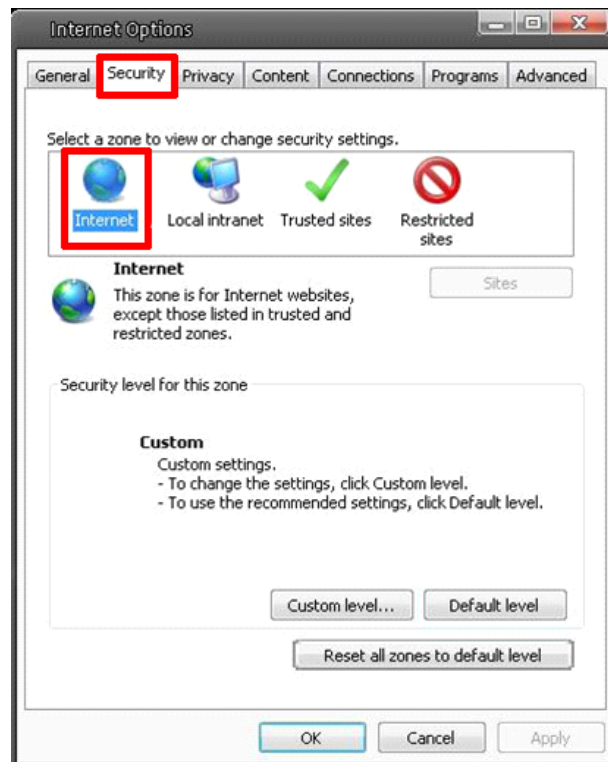 Internet Options
General Security Privacy Content Connections Programs Advanced
Select a zone to view or change security settings.
Internet Local intranet Trusted sites Restricted
sites
Internet
Sites
This zone is for Internet websites,
except those listed in trusted and
restricted zones.
Security level for this zone
Custom
Custom settings.
- To change the settings, click Custom level.
- To use the recommended settings, click Default level.
Custom level... Default level
Reset all zones to default level
OK Cancel Apply